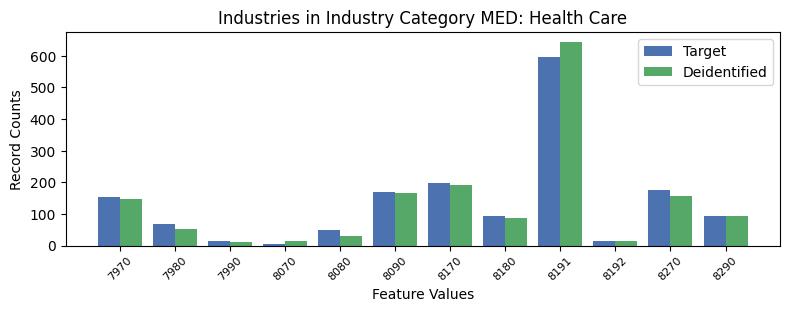 Industries in Industry Category MED: Health Care
Target
Deidentified
Record Counts
600
500
400
300
200
100
0
7970 7980 7990 8070 8080 8090 8170 8180 8191 8192 8270 8290
Feature Values